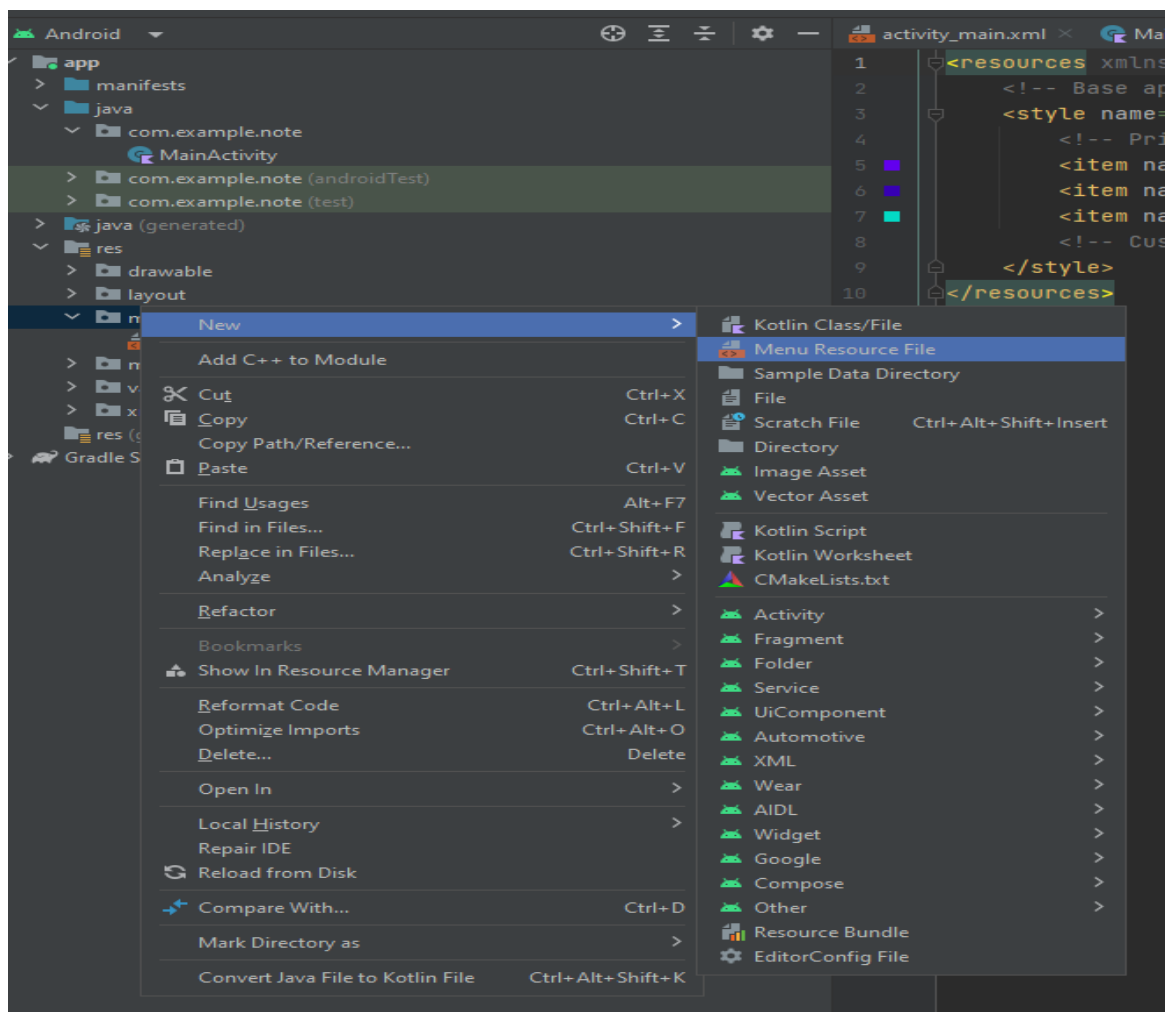 Android
app
manifests
java
com.example.note
MainActivity
com.example.note (androidTest)
com.example.note (test)
java (generated)
res
drawable
layout
res
Gradle
New
Add C++ to Module
Cut Ctrl+X
Copy Ctrl+C
Copy Path/Reference...
Paste Ctrl+V
Find Usages Alt+F7
Find in Files... Ctrl+Shift+F
Replace in Files... Ctrl+Shift+R
Analyze
Refactor
Bookmarks
Show In Resource Manager Ctrl+Shift+T
Reformat Code Ctrl+Alt+L
Optimize Imports Ctrl+Alt+O
Delete... Delete
Open In
Local History
Repair IDE
Reload from Disk
Compare With... Ctrl+D
Mark Directory as
Convert Java File to Kotlin File Ctrl+Alt+Shift+K
Kotlin Class/File
Menu Resource File
Sample Data Directory
File
Scratch File Ctrl+Alt+Shift+Insert
Directory
Image Asset
Vector Asset
Kotlin Script
Kotlin Worksheet
CMakeLists.txt
Activity
Fragment
Folder
Service
UiComponent
Automotive
XML
Wear
AIDL
Widget
Google
Compose
Other
Resource Bundle
EditorConfig File
activity_main.xml Ma
1 <resources xmlns
2 <!-- Base ap
3 <style name=
4 <!-- Pri
5 <item na
6 <item na
7 <item na
8 <!-- Cus
9 </style>
10 </resources>